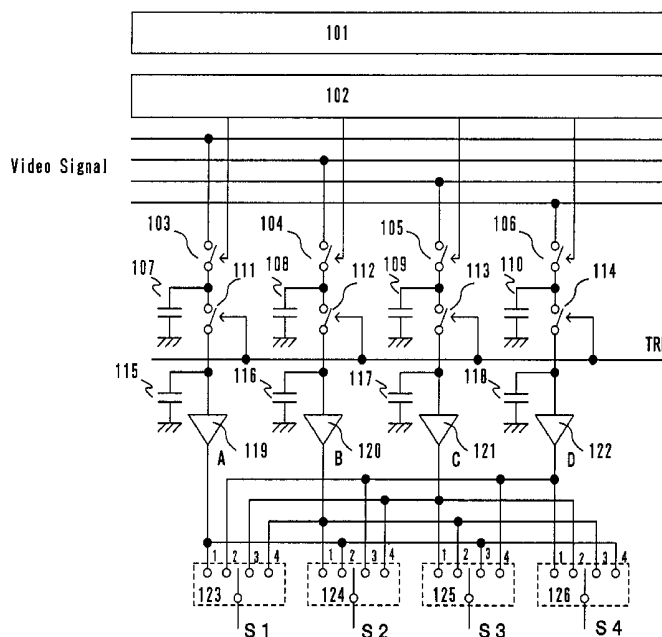 101
102
Video Signal
103 104 105 106
107 111 108 112 109 113 110 114
TR
115 116 117 118
119 120 121 122
A B C D
1 2 3 4 1 2 3 4 1 2 3 4 1 2 3 4
123 124 125 126
S1 S2 S3 S4